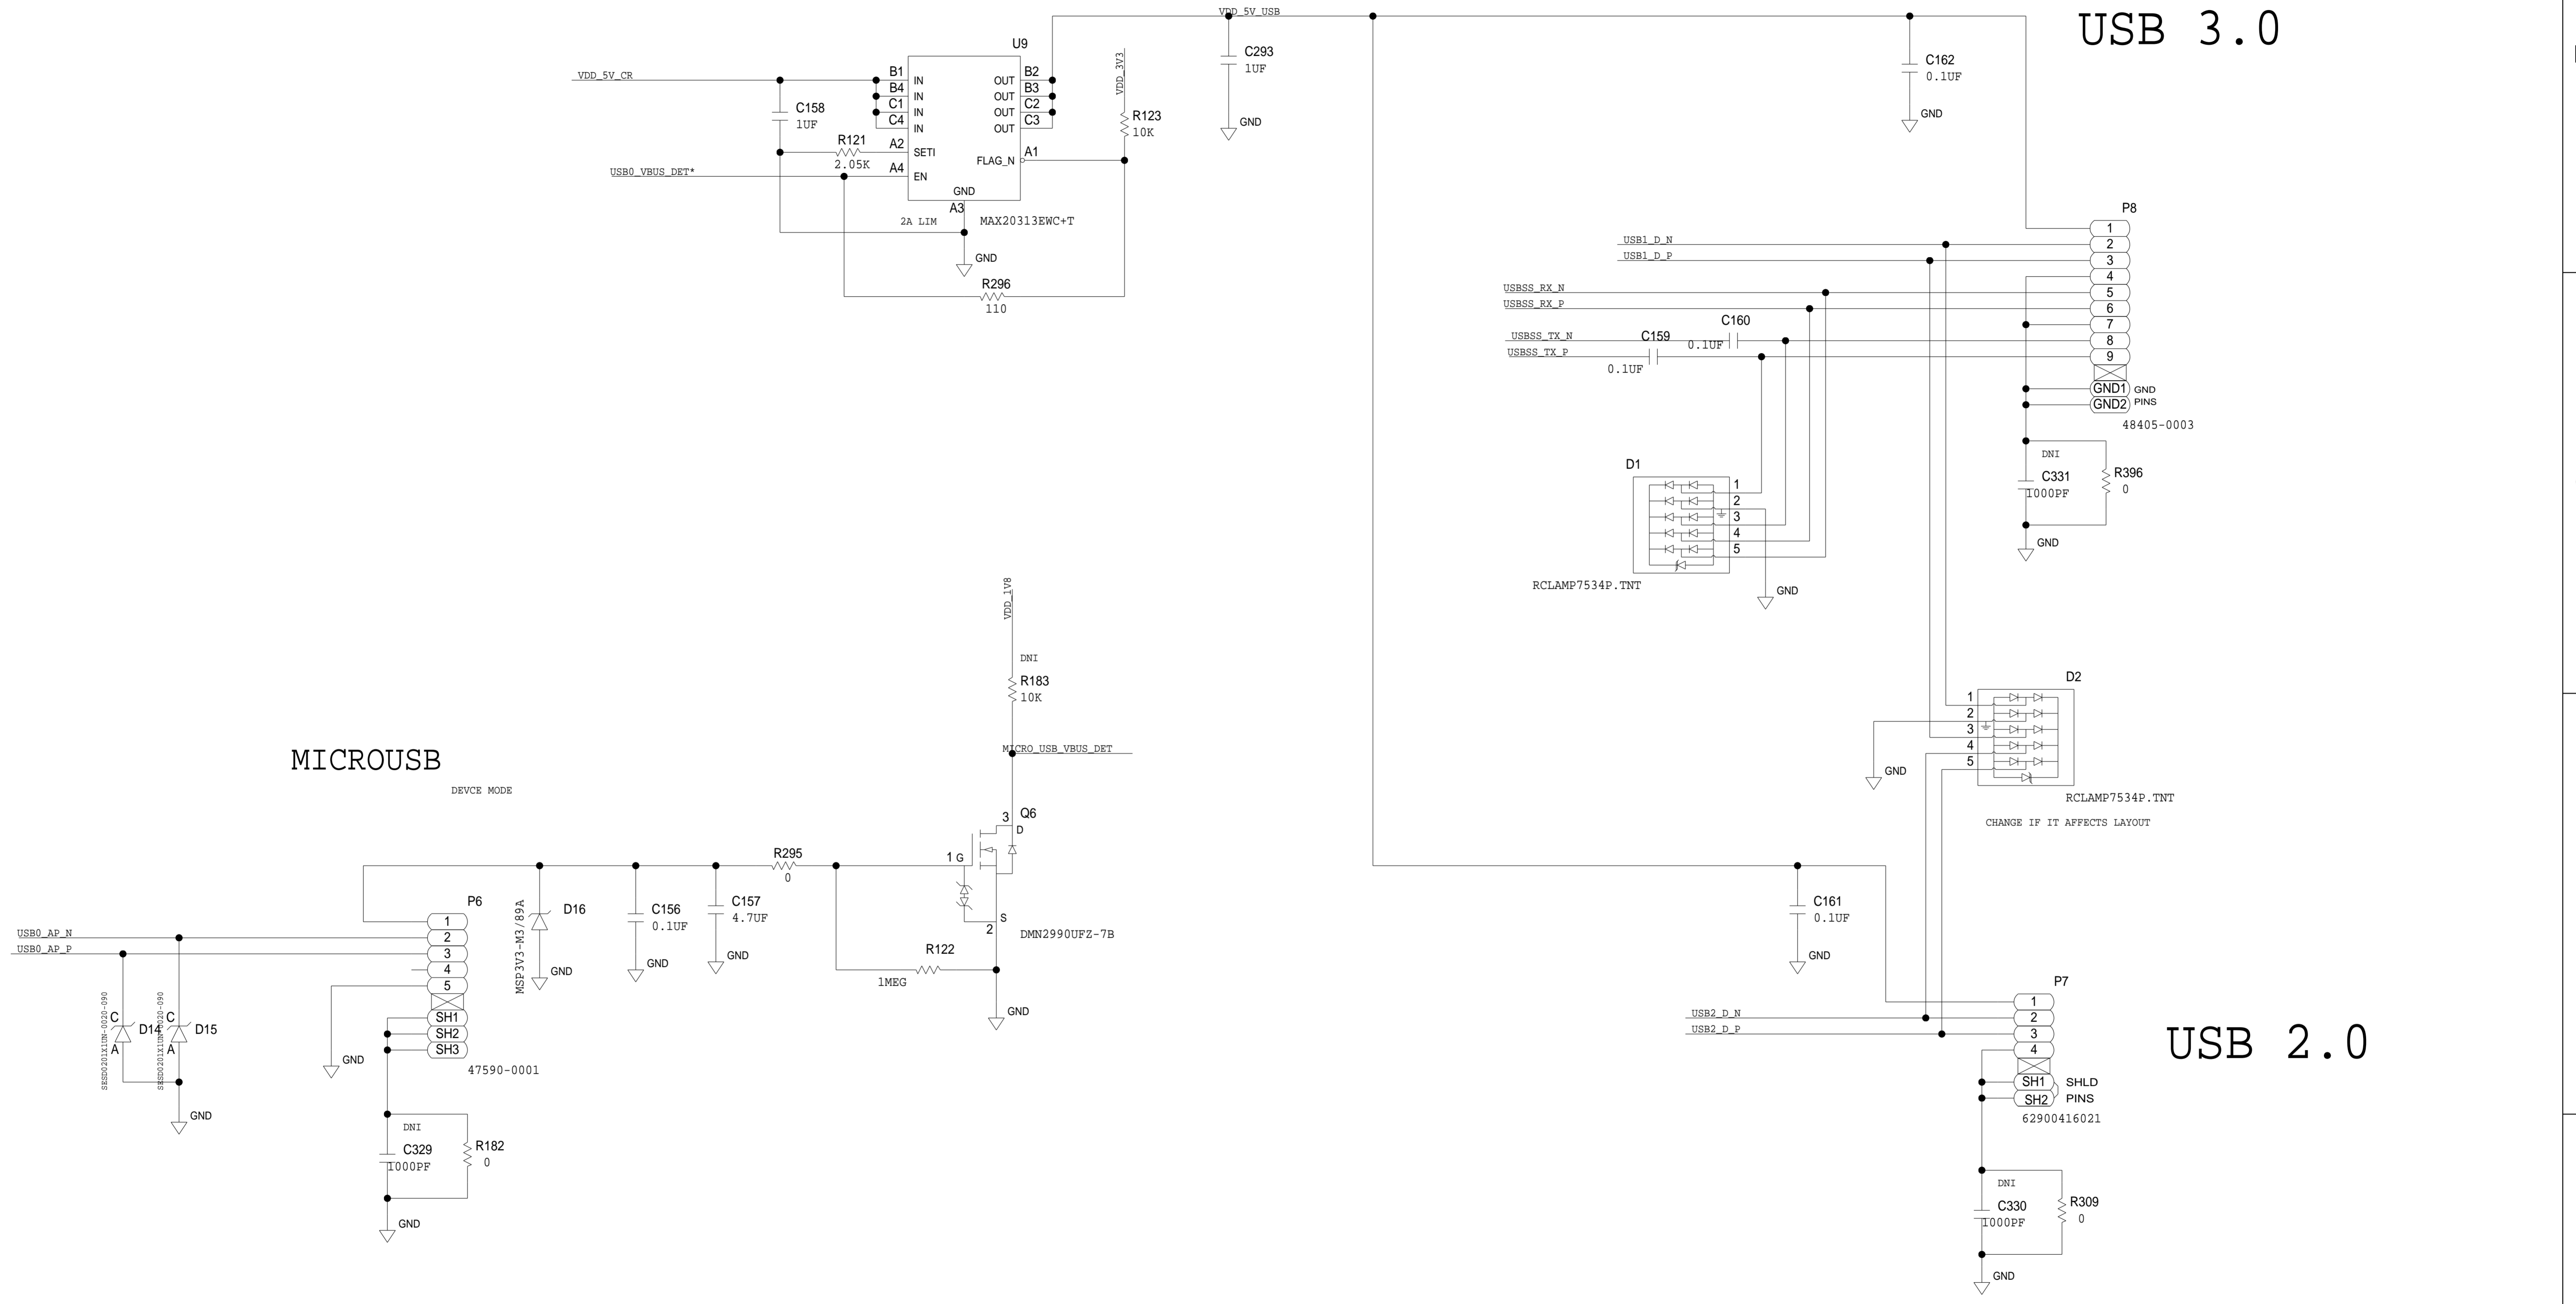 USB 3.0
VDD_5V_USB
U9
VDD_5V_CR
B1
IN
OUT
B2
B4
IN
OUT
B3
C1
IN
OUT
C2
C4
IN
OUT
C3
C158
1UF
R121
2.05K
A2
SETI
FLAG_N
A1
USB0_VBUS_DET*
A4
EN
GND
A3
2A LIM
MAX20313EWC+T
GND
R296
110
VDD_3V3
R123
10K
C293
1UF
GND
C162
0.1UF
GND
P8
1
2
3
4
5
6
7
8
9
GND1
GND2
GND
PINS
48405-0003
USB1_D_N
USB1_D_P
USBSS_RX_N
USBSS_RX_P
USBSS_TX_N
USBSS_TX_P
C160
0.1UF
C159
0.1UF
D1
1
2
3
4
5
RCLAMP7534P.TNT
GND
DNI
C331
1000PF
R396
0
GND
D2
1
2
3
4
5
GND
RCLAMP7534P.TNT
CHANGE IF IT AFFECTS LAYOUT
VDD_1V8
DNI
R183
10K
MICRO_USB_VBUS_DET
MICROUSB
DEVCE MODE
Q6
3
D
1
G
S
2
DMN2990UFZ-7B
R295
0
R122
1MEG
GND
P6
1
2
3
4
5
SH1
SH2
SH3
47590-0001
USB0_AP_N
USB0_AP_P
MSP3V3-M3/89A
D16
GND
C156
0.1UF
GND
C157
4.7UF
GND
SESD0201X1UN-0020-090
C
D14
A
SESD0201X1UN-0020-090
C
D15
A
GND
GND
DNI
C329
1000PF
R182
0
GND
C161
0.1UF
GND
P7
1
2
3
4
SH1
SH2
SHLD
PINS
62900416021
USB2_D_N
USB2_D_P
USB 2.0
DNI
C330
1000PF
R309
0
GND